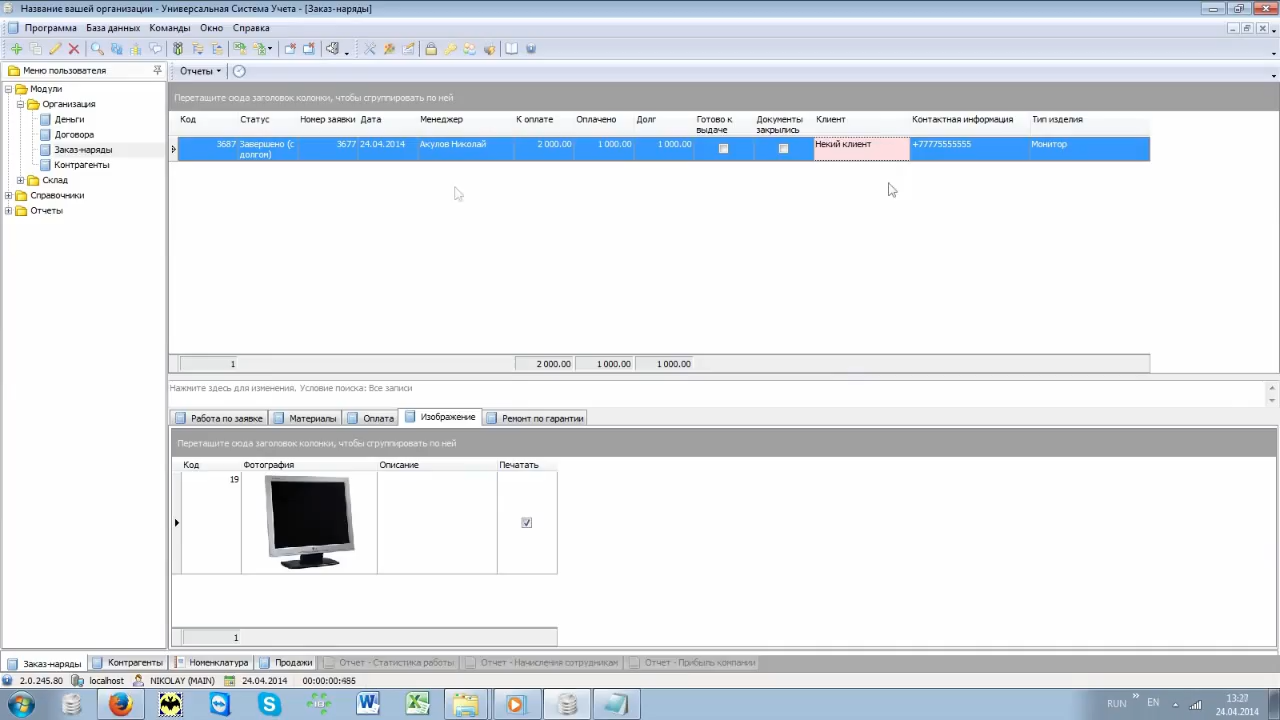 Название вашей организации - Универсальная Система Учета - [Заказ-наряды]
Программа База данных Команды Окно Справка
Меню пользователя
Отчеты
Модули
Организация
Деньги
Договора
Заказ-наряды
Контрагенты
Склад
Справочники
Отчеты
Перетащите сюда заголовок колонки, чтобы сгруппировать по ней
Код Статус Номер заявки Дата Менеджер К оплате Оплачено Долг Готово к выдаче Документы закрылись Клиент Контактная информация Тип изделия
3687 Завершено (с долгом) 3677 24.04.2014 Акулов Николай 2 000.00 1 000.00 1 000.00 Некий клиент +77775555555 Монитор
1 2 000.00 1 000.00 1 000.00
Нажмите здесь для изменения. Условие поиска: Все записи
Работа по заявке Материалы Оплата Изображение Ремонт по гарантии
Перетащите сюда заголовок колонки, чтобы сгруппировать по ней
Код Фотография Описание Печатать
19
1
Заказ-наряды Контрагенты Номенклатура Продажи Отчет - Статистика работы Отчет - Начисления сотрудникам Отчет - Прибыль компании
2.0.245.80 localhost NIKOLAY (MAIN) 24.04.2014 00:00:00:485
RUN EN 13:27
24.04.2014